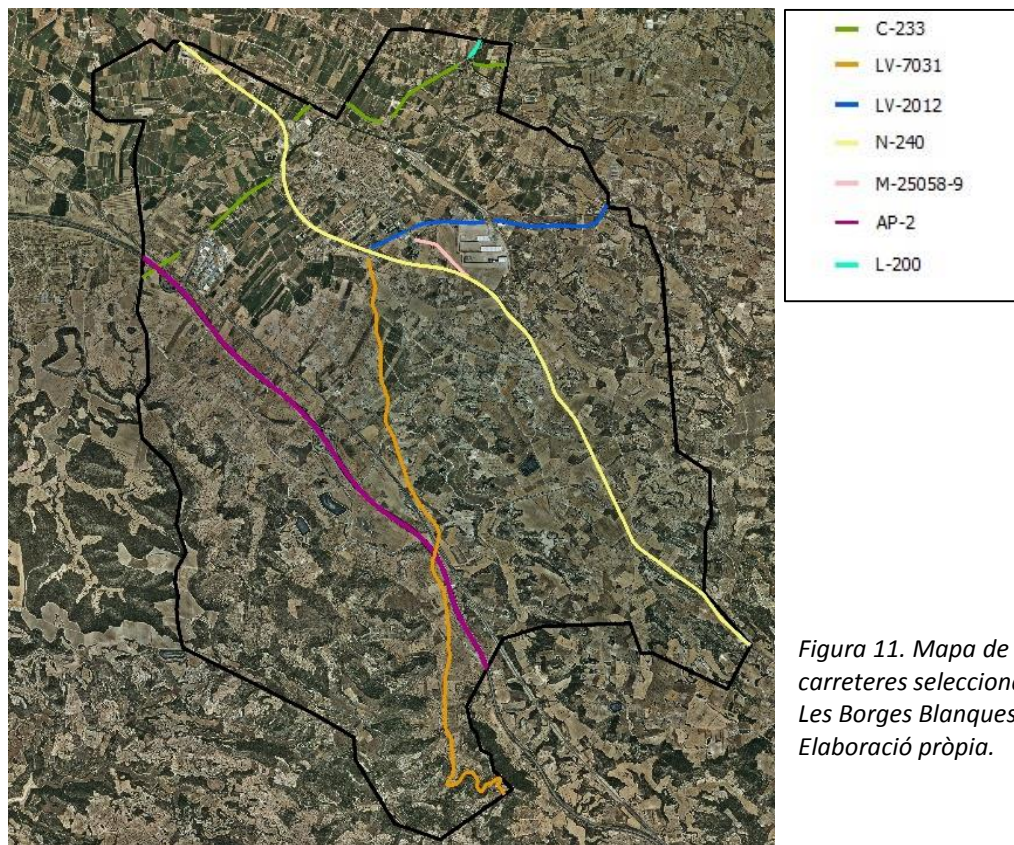 C-233
LV-7031
LV-2012
N-240
M-25058-9
AP-2
L-200
Figura 11. Mapa de
carreteres
Les Borges Blanques
Elaboració pròpia.